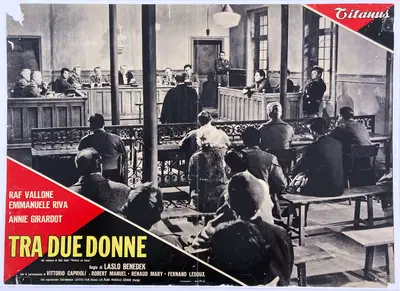 Titanus
RAF VALLONE
EMMANUELE RIVA
e
ANNIE GIRARDOT
TRA DUE DONNE
Regia di LASLO BENEDEK
VITTORIO CAPRIOLI - ROBERT MANUEL - RENAUD MARY - FERNAND LEDOUX